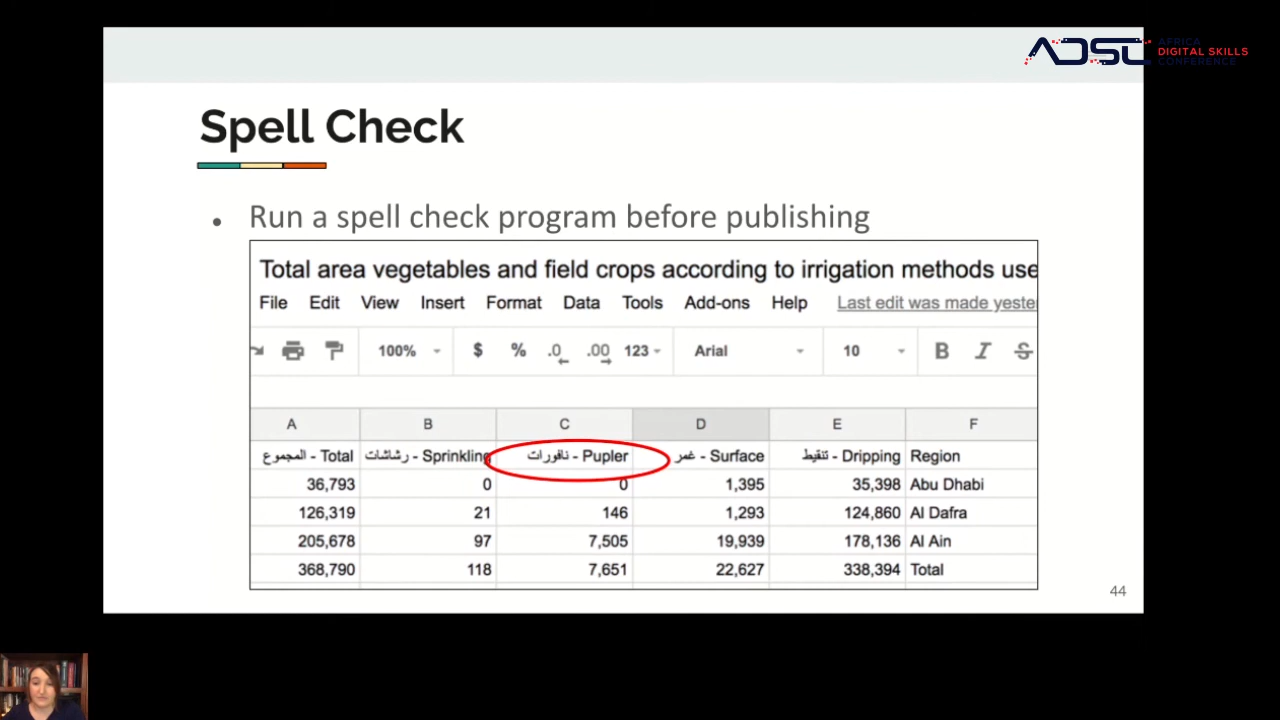 AFRICA
ADSC DIGITAL SKILLS
CONFERENCE
Spell Check
• Run a spell check program before publishing
Total area vegetables and field crops according to irrigation methods use
File Edit View Insert Format Data Tools Add-ons Help Last edit was made yester
100% $ % .0 .00 123 Arial 10 B I S
A B C D E F
المجموع - Total رشاشات - Sprinkling نافورات - Pupler غمر - Surface تنقيط - Dripping Region
36,793 0 0 1,395 35,398 Abu Dhabi
126,319 21 146 1,293 124,860 Al Dafra
205,678 97 7,505 19,939 178,136 Al Ain
368,790 118 7,651 22,627 338,394 Total
44